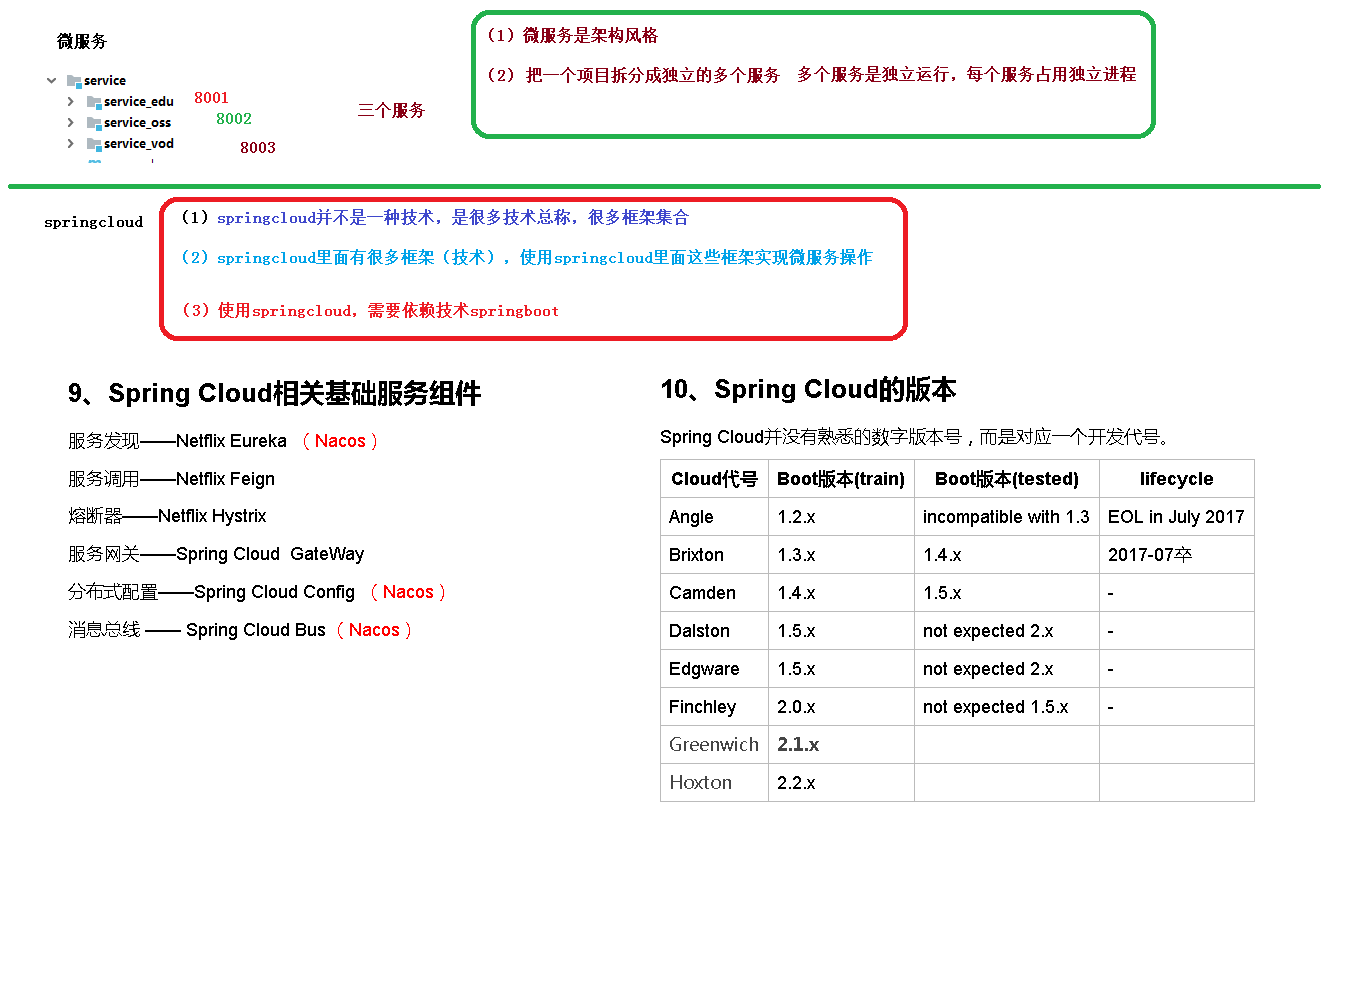 微服务
service
service_edu 8001
service_oss 8002
service_vod 8003
三个服务
（1）微服务是架构风格
（2） 把一个项目拆分成独立的多个服务 多个服务是独立运行，每个服务占用独立进程
springcloud
（1）springcloud并不是一种技术，是很多技术总称，很多框架集合
（2）springcloud里面有很多框架（技术），使用springcloud里面这些框架实现微服务操作
（3）使用springcloud，需要依赖技术springboot
9、Spring Cloud相关基础服务组件
服务发现——Netflix Eureka （ Nacos ）
服务调用——Netflix Feign
熔断器——Netflix Hystrix
服务网关——Spring Cloud GateWay
分布式配置——Spring Cloud Config （ Nacos ）
消息总线 —— Spring Cloud Bus （ Nacos ）
10、Spring Cloud的版本
Spring Cloud并没有熟悉的数字版本号，而是对应一个开发代号。
Cloud代号 Boot版本(train) Boot版本(tested) lifecycle
Angle 1.2.x incompatible with 1.3 EOL in July 2017
Brixton 1.3.x 1.4.x 2017-07卒
Camden 1.4.x 1.5.x -
Dalston 1.5.x not expected 2.x -
Edgware 1.5.x not expected 2.x -
Finchley 2.0.x not expected 1.5.x -
Greenwich 2.1.x
Hoxton 2.2.x